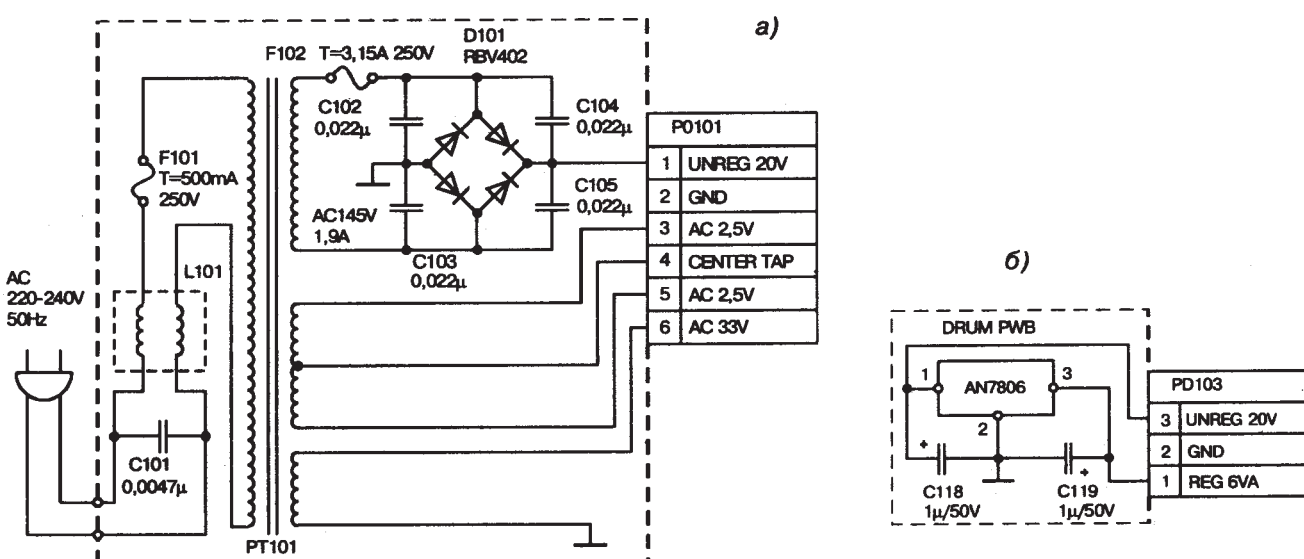 а)
F102 T=3,15A 250V
D101
RBV402
C102
0,022µ
C104
0,022µ
P0101
1 UNREG 20V
2 GND
3 AC 2,5V
4 CENTER TAP
5 AC 2,5V
6 AC 33V
F101
T=500mA
250V
C105
0,022µ
AC145V
1,9A
C103
0,022µ
L101
AC
220-240V
50Hz
C101
0,0047µ
PT101
б)
DRUM PWB
1
AN7806
3
2
+
C118
1µ/50V
+
C119
1µ/50V
PD103
3 UNREG 20V
2 GND
1 REG 6VA